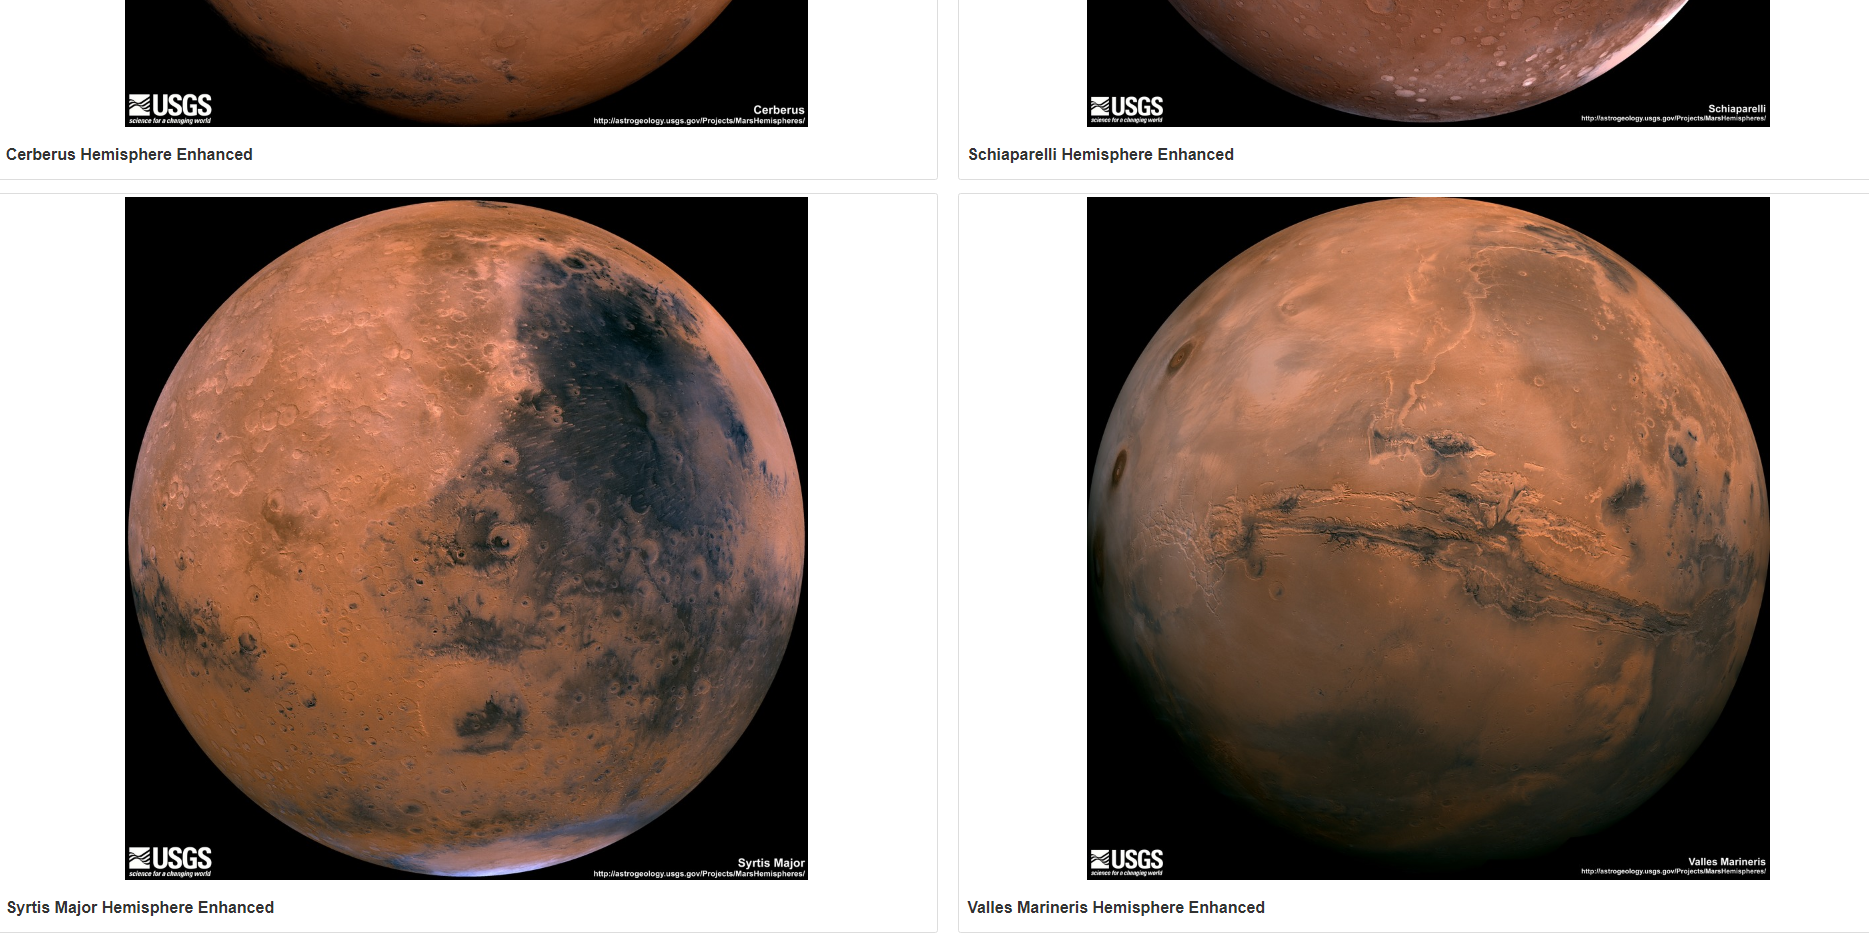 USGS
science for a changing world
Cerberus
http://astrogeology.usgs.gov/Projects/MarsHemispheres/
USGS
science for a changing world
Schiaparelli
http://astrogeology.usgs.gov/Projects/MarsHemispheres/
Cerberus Hemisphere Enhanced
Schiaparelli Hemisphere Enhanced
USGS
science for a changing world
Syrtis Major
http://astrogeology.usgs.gov/Projects/MarsHemispheres/
USGS
science for a changing world
Valles Marineris
http://astrogeology.usgs.gov/Projects/MarsHemispheres/
Syrtis Major Hemisphere Enhanced
Valles Marineris Hemisphere Enhanced